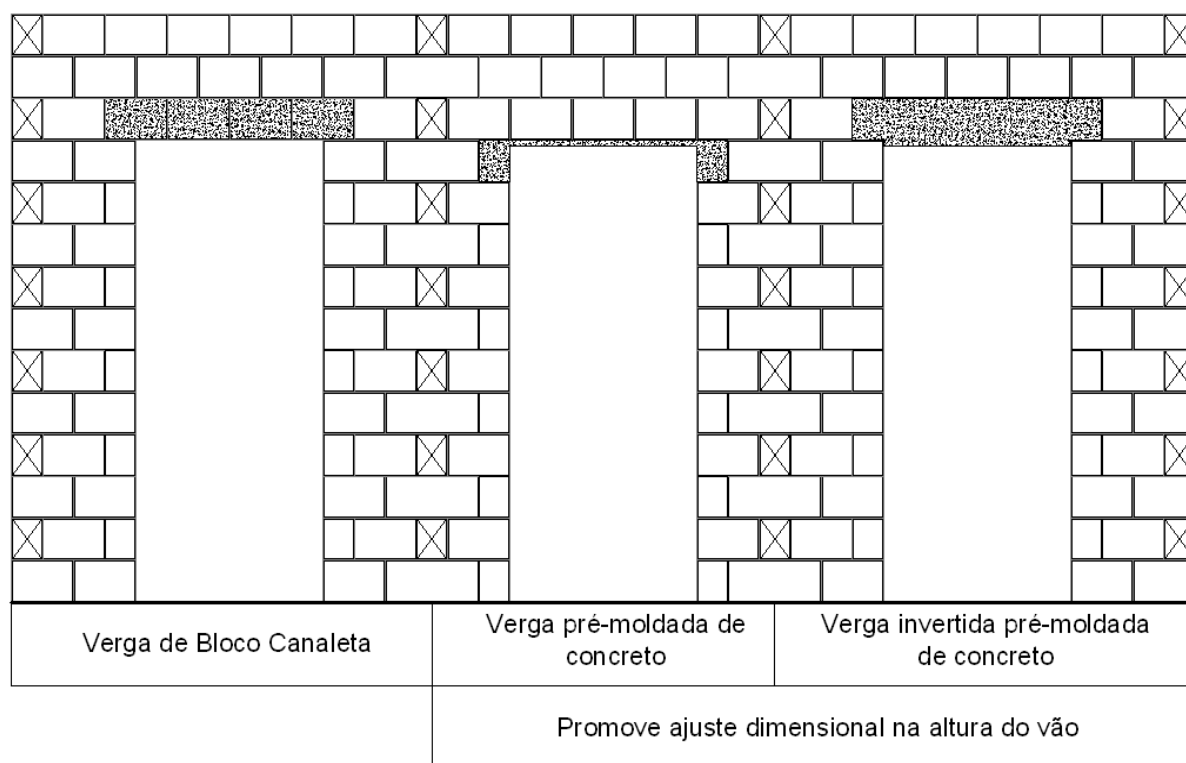 Verga de Bloco Canaleta
Verga pré-moldada de
concreto
Verga invertida pré-moldada
de concreto
Promove ajuste dimensional na altura do vão